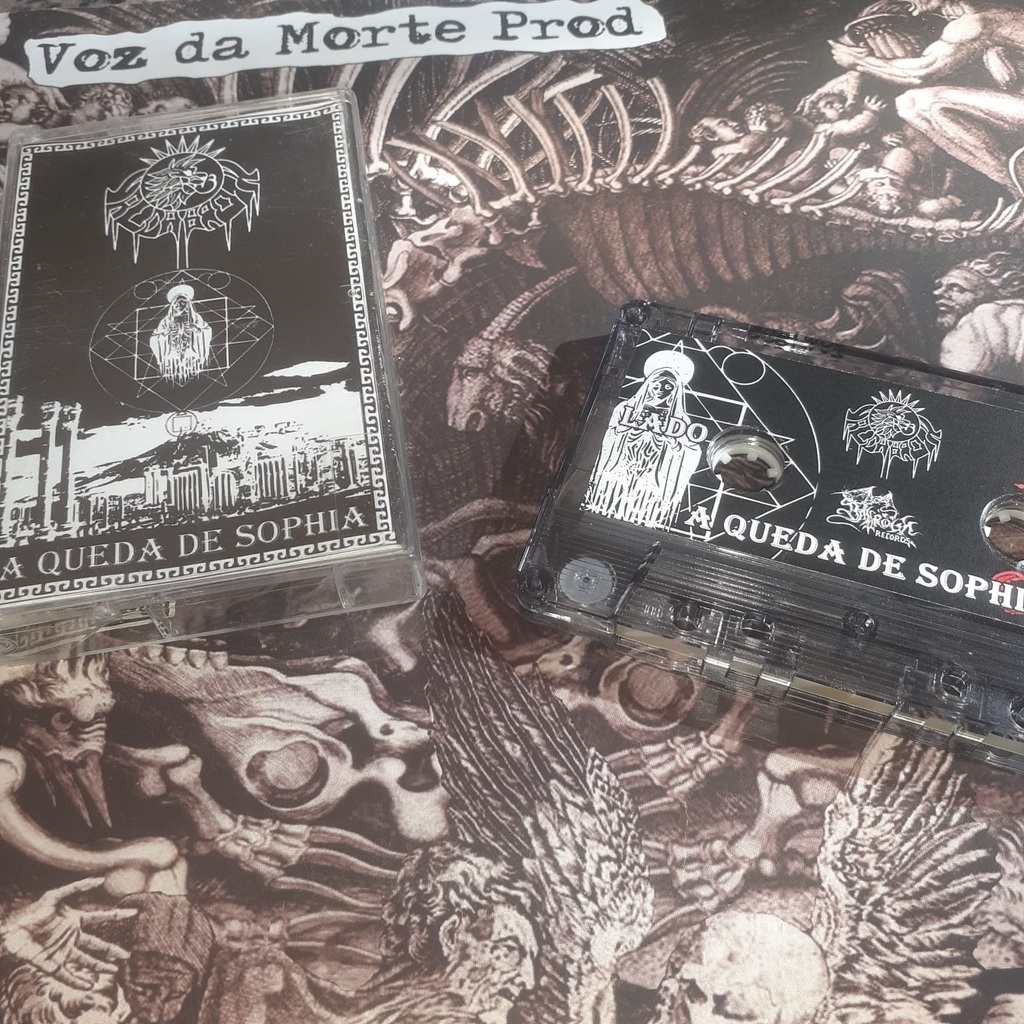 Voz da Morte Prod
A QUEDA DE SOPHIA
LADO
RECORDS
A QUEDA DE SOPHI